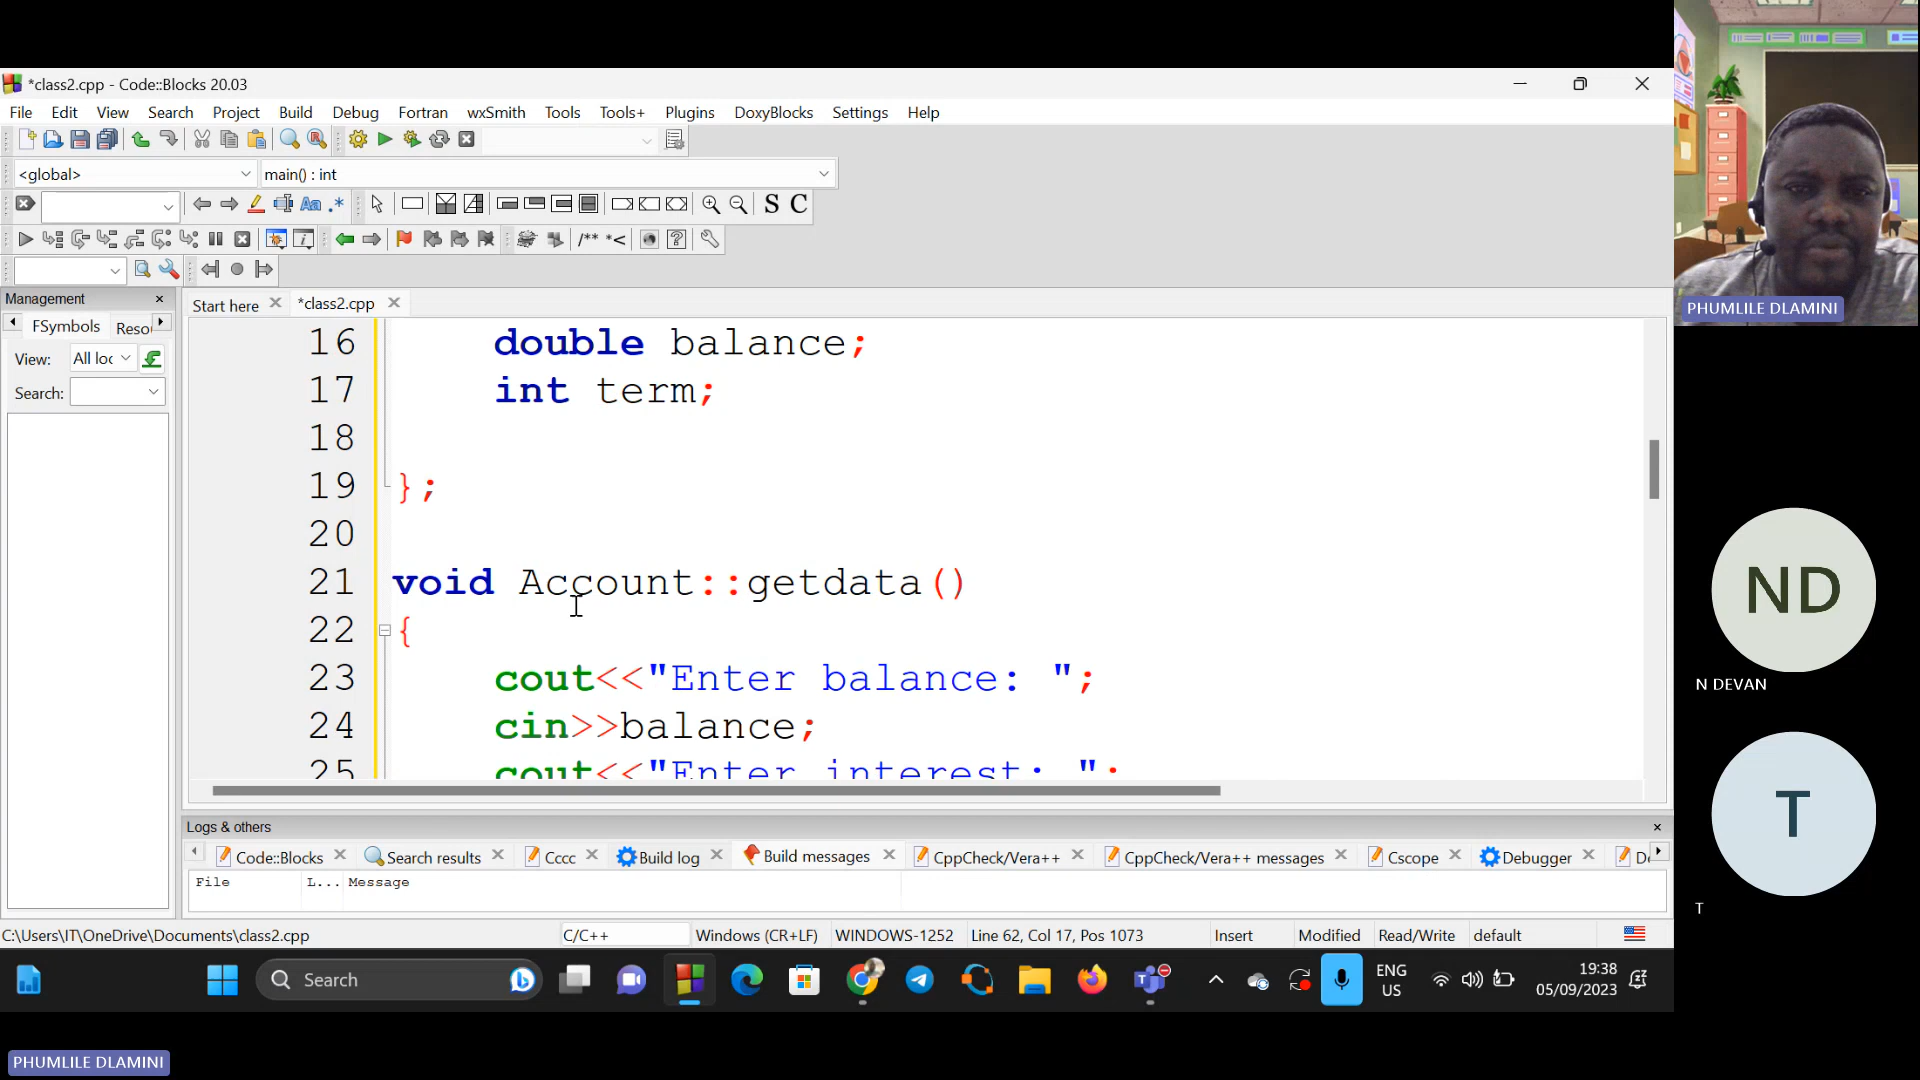 *class2.cpp - Code::Blocks 20.03
File Edit View Search Project Build Debug Fortran wxSmith Tools Tools+ Plugins DoxyBlocks Settings Help
<global> main() : int
S C
/** *<
Management
Start here *class2.cpp
FSymbols Reso
View: All loc
Search:
16 double balance;
17 int term;
18
19 };
20
21 void Account::getdata()
22 {
23 cout<<"Enter balance: ";
24 cin>>balance;
25 cout<<"Enter interest: ";
Logs & others
Code::Blocks Search results Cccc Build log Build messages CppCheck/Vera++ CppCheck/Vera++ messages Cscope Debugger D
File L... Message
C:\Users\IT\OneDrive\Documents\class2.cpp C/C++ Windows (CR+LF) WINDOWS-1252 Line 62, Col 17, Pos 1073 Insert Modified Read/Write default
Search
ENG
US
19:38
05/09/2023
PHUMLILE DLAMINI
ND
N DEVAN
T
T
PHUMLILE DLAMINI